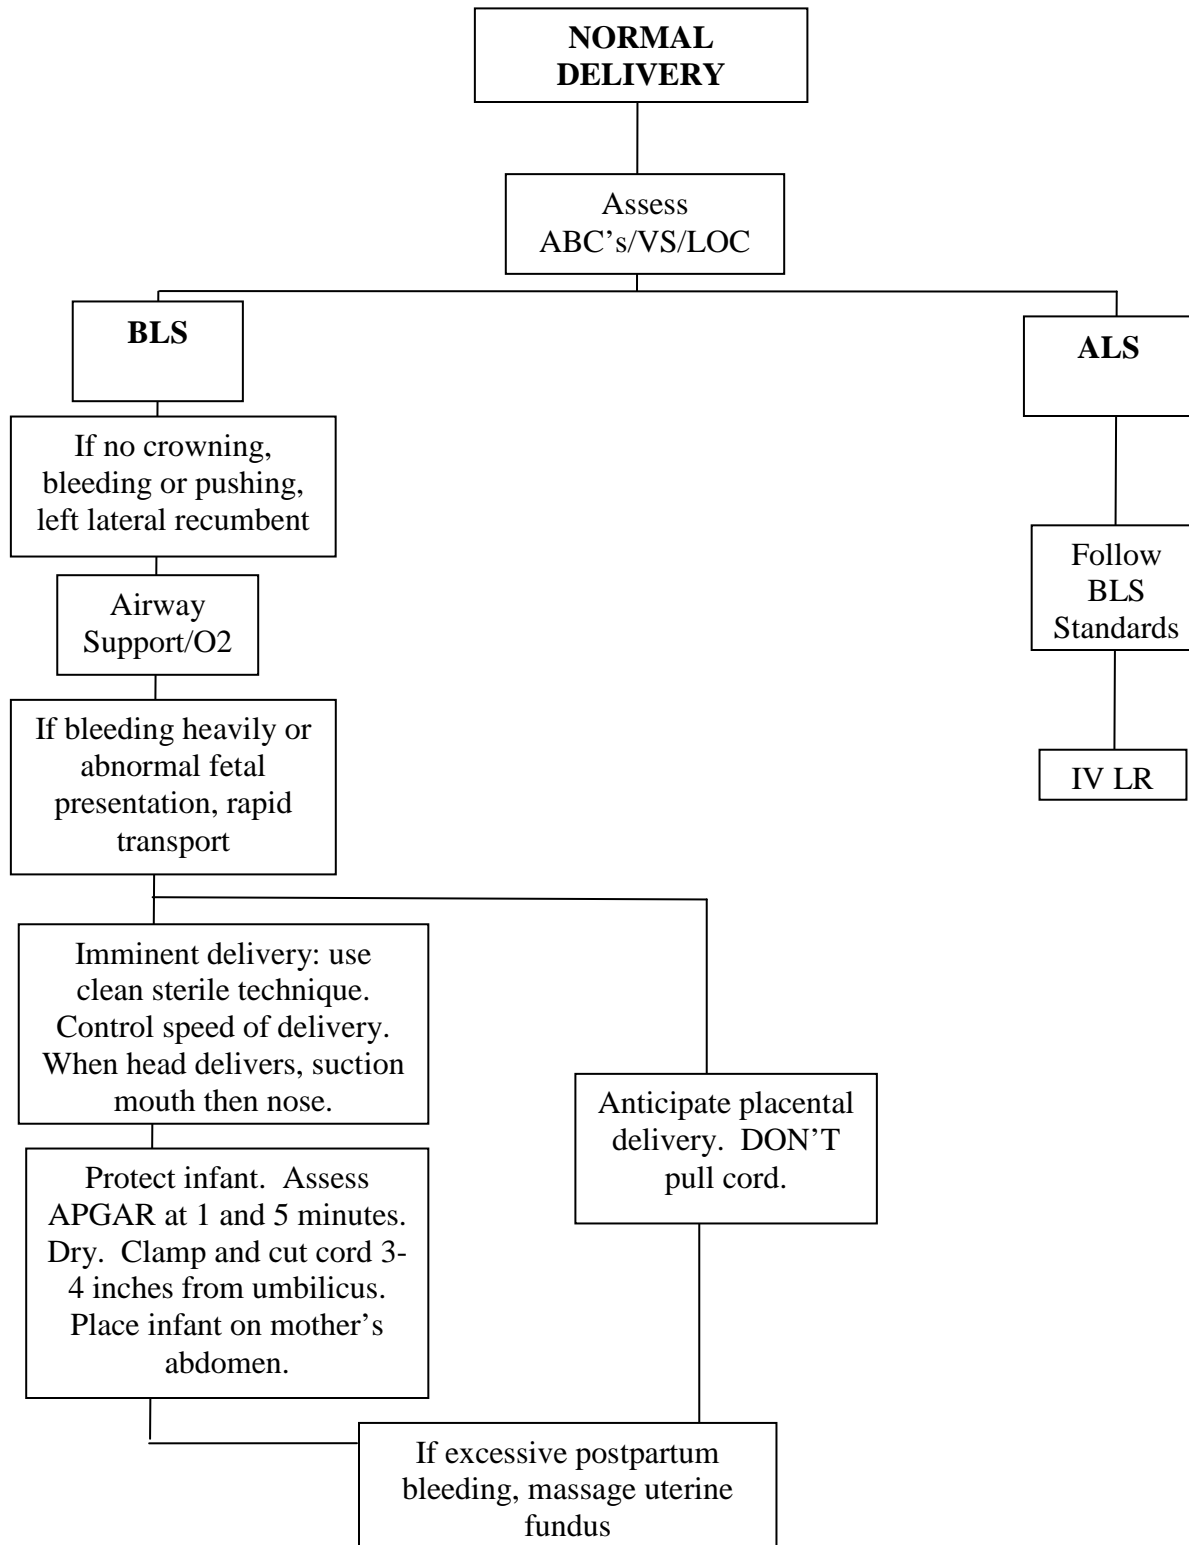 NORMAL
DELIVERY
Assess
ABC’s/VS/LOC
BLS
ALS
If no crowning,
bleeding or pushing,
left lateral recumbent
Airway
Support/O2
If bleeding heavily or
abnormal fetal
presentation, rapid
transport
Follow
BLS
Standards
IV LR
Imminent delivery: use
clean sterile technique.
Control speed of delivery.
When head delivers, suction
mouth then nose.
Anticipate placental
delivery.  DON’T
pull cord.
Protect infant.  Assess
APGAR at 1 and 5 minutes.
Dry.  Clamp and cut cord 3-
4 inches from umbilicus.
Place infant on mother’s
abdomen.
If excessive postpartum
bleeding, massage uterine
fundus